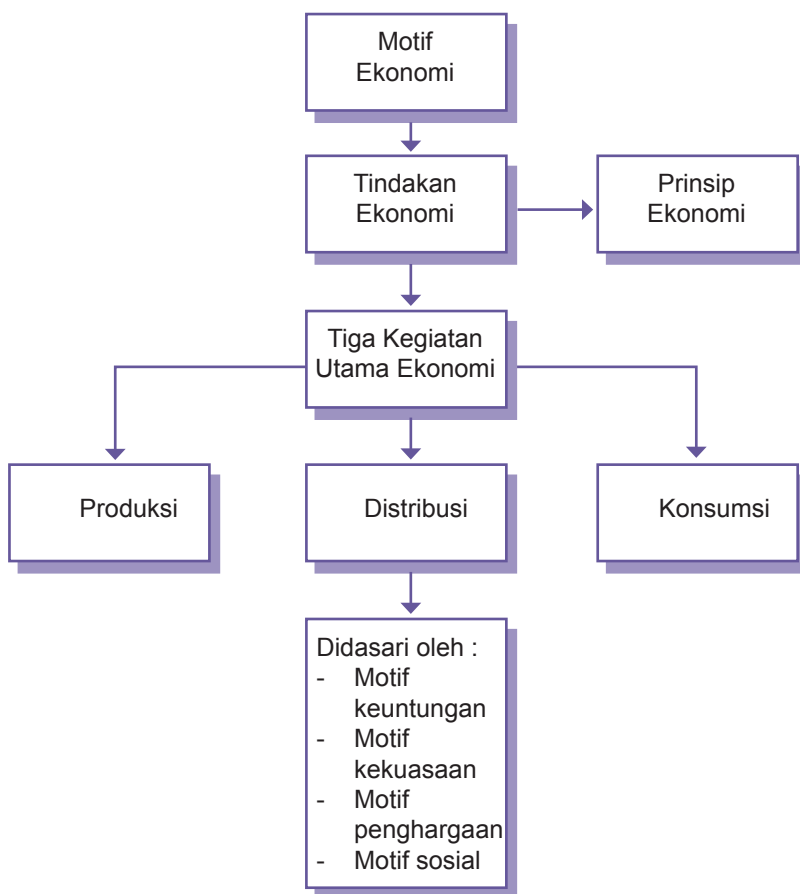 Motif
Ekonomi
Tindakan
Ekonomi
Prinsip
Ekonomi
Tiga Kegiatan
Utama Ekonomi
Produksi
Distribusi
Konsumsi
Didasari oleh :
- Motif
keuntungan
- Motif
kekuasaan
- Motif
penghargaan
- Motif sosial